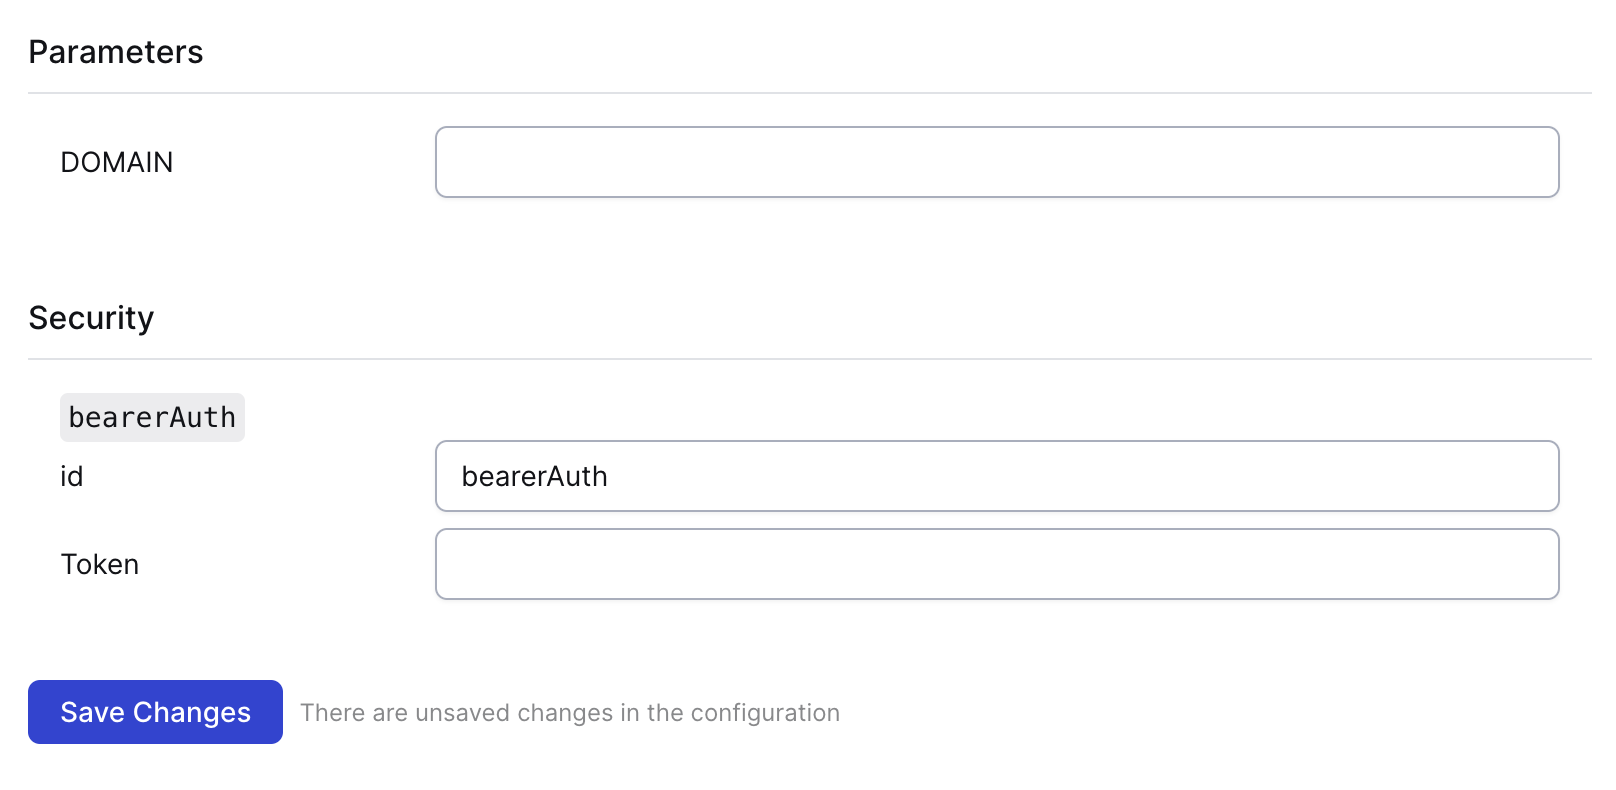 Parameters
DOMAIN
Security
bearerAuth
id
bearerAuth
Token
Save Changes
There are unsaved changes in the configuration